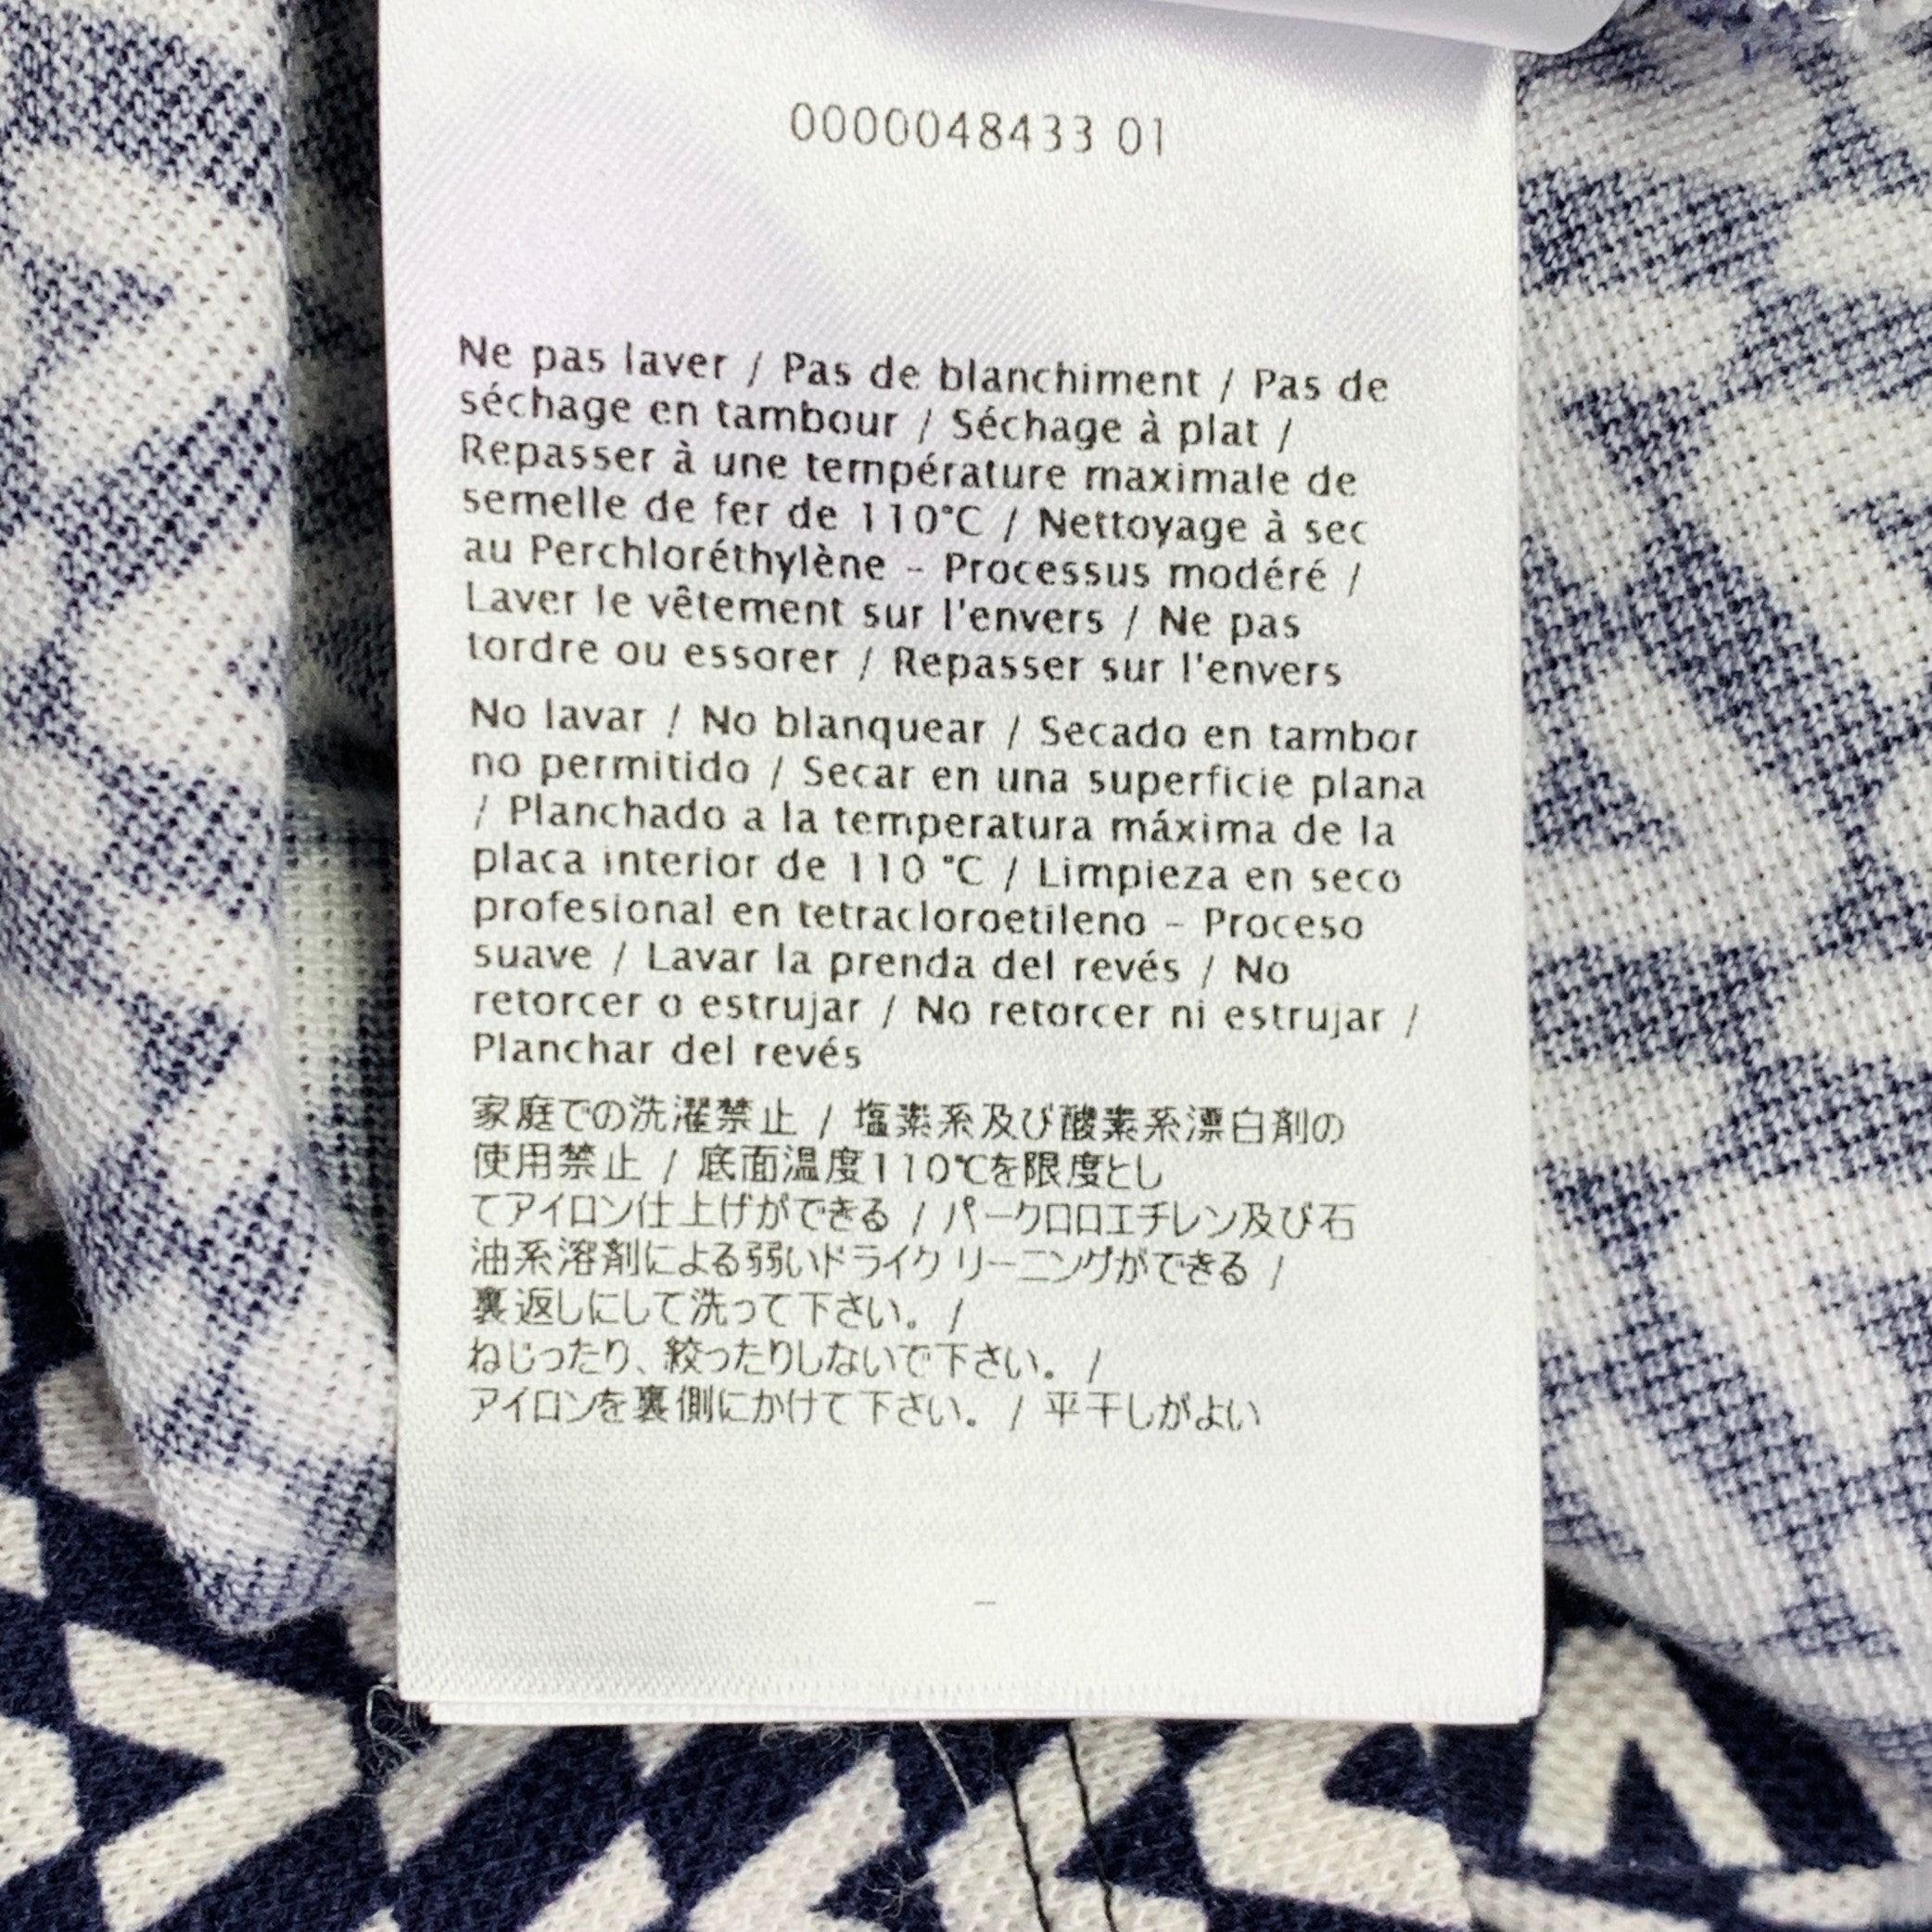 0000048433 01
Ne pas laver / Pas de blanchiment / Pas de
séchage en tambour / Séchage à plat /
Repasser à une température maximale de
semelle de fer de 110°C / Nettoyage à sec
au Perchloréthylène - Processus modéré /
Laver le vêtement sur l'envers / Ne pas
tordre ou essorer / Repasser sur l'envers
No lavar / No blanquear / Secado en tambor
no permitido / Secar en una superficie plana
/ Planchado a la temperatura máxima de la
placa interior de 110 °C / Limpieza en seco
profesional en tetracloroetileno - Proceso
suave / Lavar la prenda del revés / No
retorcer o estrujar / No retorcer ni estrujar /
Planchar del revés
家庭での洗濯禁止 / 塩素系及び酸素系漂白剤の
使用禁止 / 底面温度110℃を限度とし
てアイロン仕上げができる / パークロロエチレン及び石
油系溶剤による弱いドライクリーニングができる /
裏返しにして洗って下さい。 /
ねじったり、絞ったりしないで下さい。 /
アイロンを裏側にかけて下さい。 / 平干しがよい